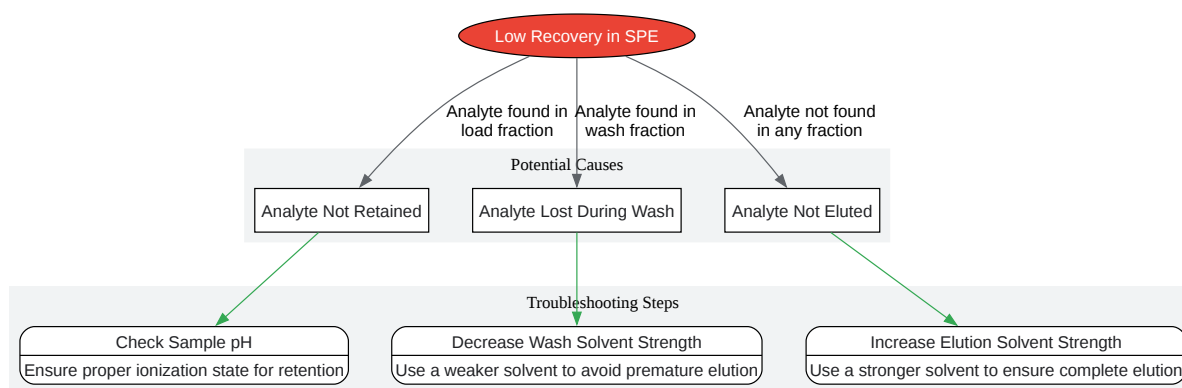 Low Recovery in SPE
Analyte found in
load fraction
Analyte found in
wash fraction
Analyte not found
in any fraction
Potential Causes
Analyte Not Retained
Analyte Lost During Wash
Analyte Not Eluted
Troubleshooting Steps
Check Sample pH
Ensure proper ionization state for retention
Decrease Wash Solvent Strength
Use a weaker solvent to avoid premature elution
Increase Elution Solvent Strength
Use a stronger solvent to ensure complete elution